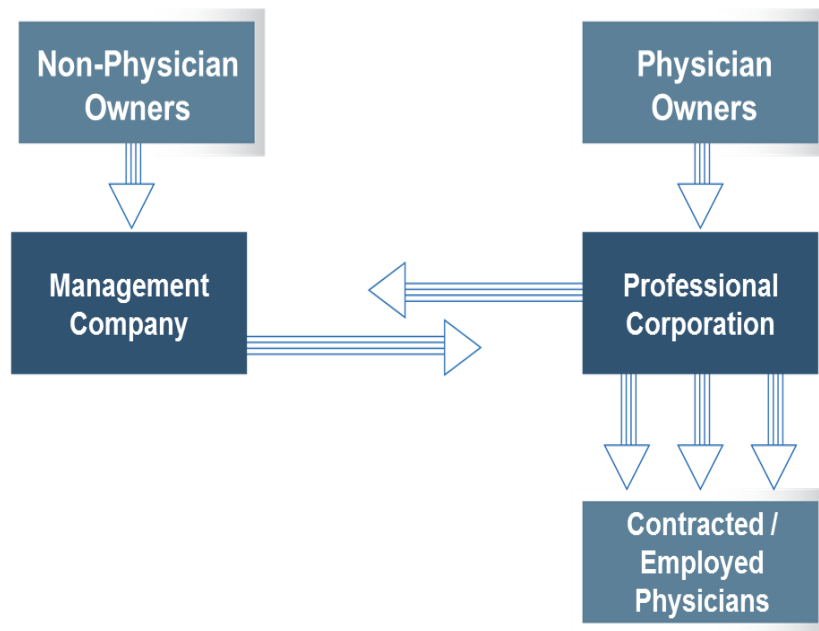 Non-Physician
Owners
Physician
Owners
Management
Company
Professional
Corporation
Contracted /
Employed
Physicians